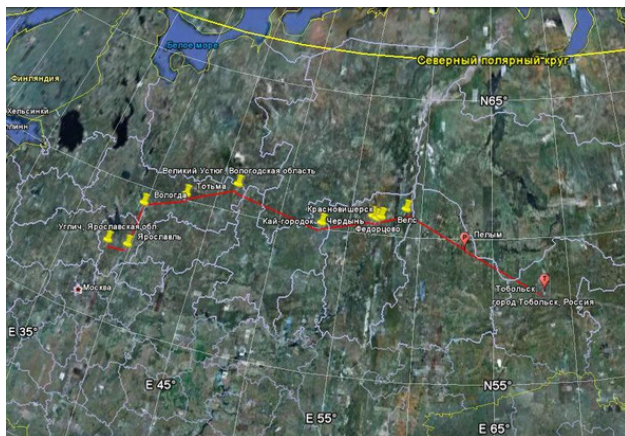 Белое море
Северный полярный круг
Финляндия
N65°
Хельсинки
ллинн
Великий Устюг, Вологодская область
Тотьма
Вологда
Красновишерск
Углич, Ярославская обл.
Кай-городок
Чердынь
Велс
Федорцово
Ярославль
Пелым
Москва
Тобольск
город Тобольск, Россия
E 35°
E 45°
N55°
E 55°
E 65°